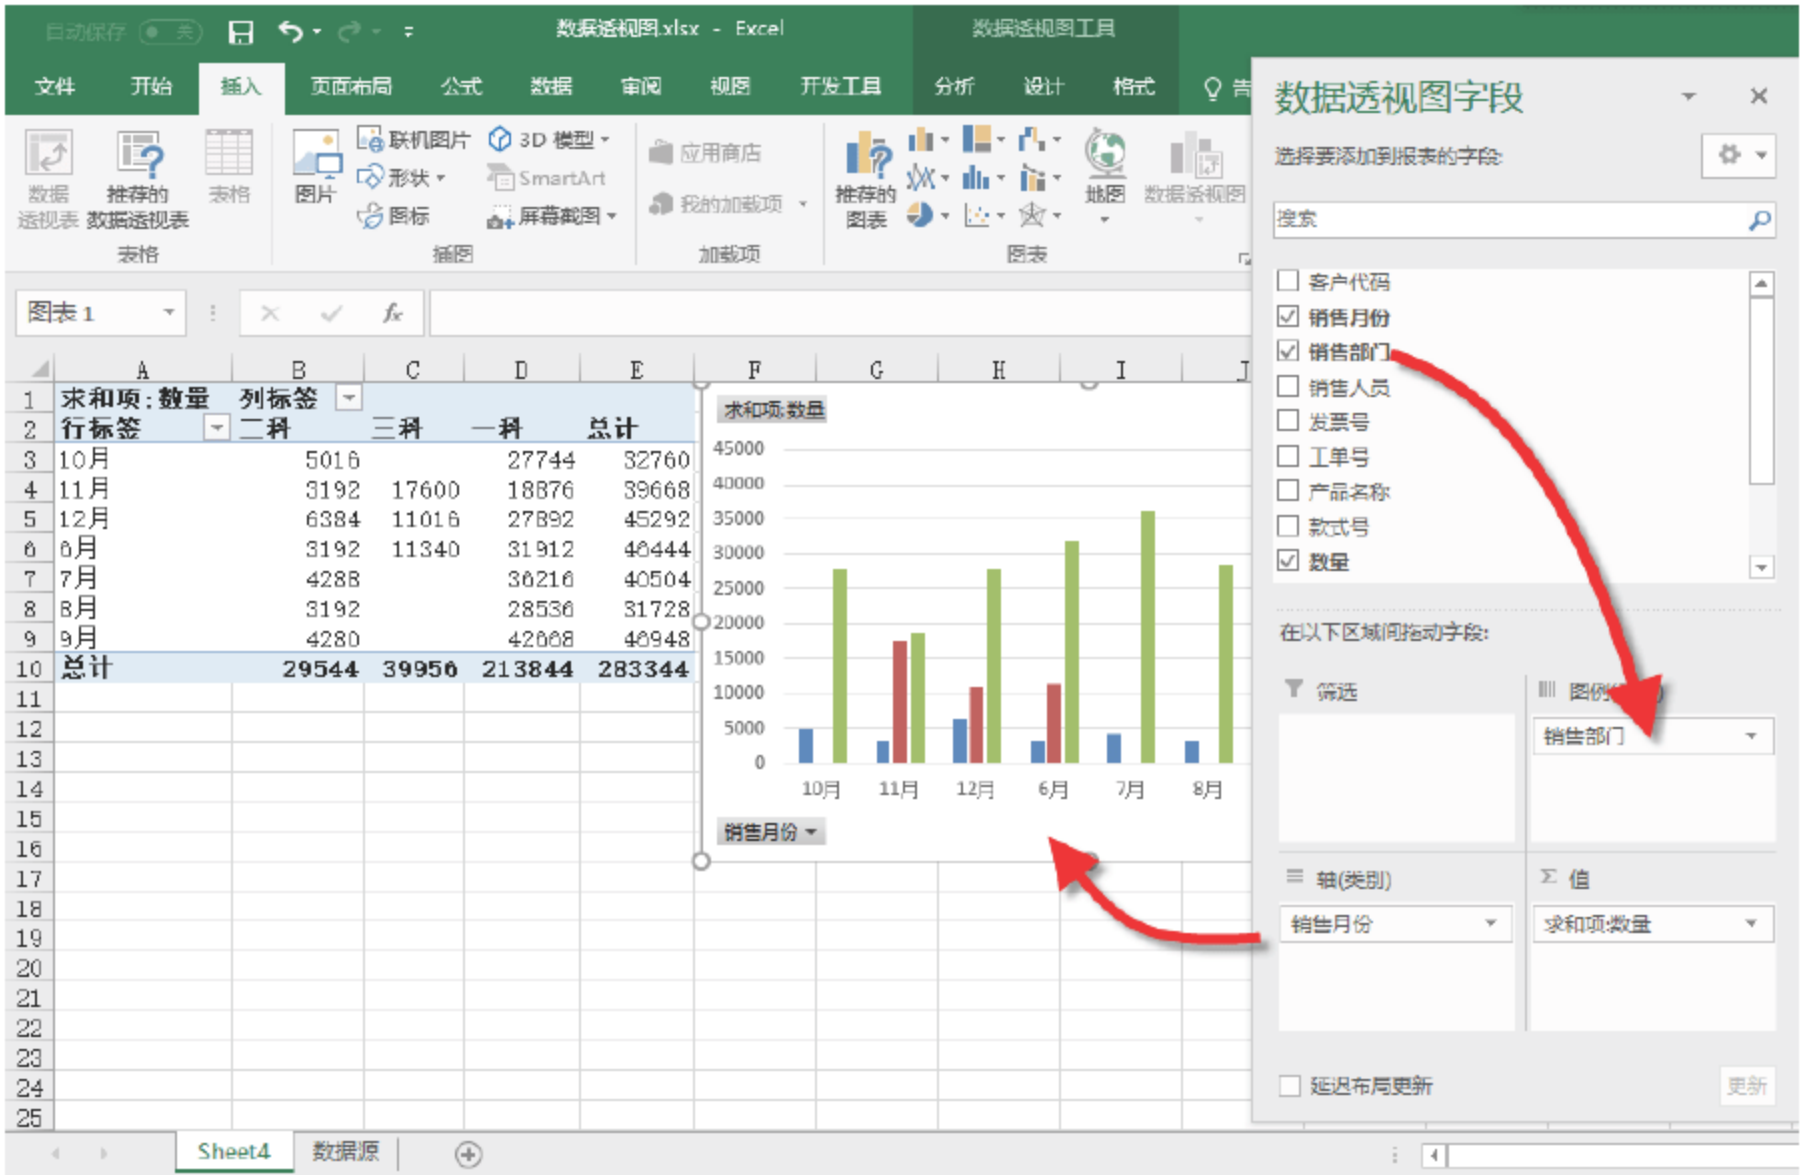 自动保存 关 数据透视图.xlsx - Excel 数据透视图工具
文件 开始 插入 页面布局 公式 数据 审阅 视图 开发工具 分析 设计 格式 告
数据
透视表
推荐的
数据透视表
表格
表格
图片
联机图片
形状
图标
3D 模型
SmartArt
屏幕截图
插图
应用商店
我的加载项
加载项
推荐的
图表
地图
数据透视图
图表
图表 1
fx
A B C D E F G H I J
1 求和项:数量 列标签
2 行标签 二科 三科 一科 总计
3 10月 5016 27744 32760
4 11月 3192 17600 18876 39668
5 12月 6384 11016 27892 45292
6 6月 3192 11340 31912 46444
7 7月 4288 36216 40504
8 8月 3192 28536 31728
9 9月 4280 42668 46948
10 总计 29544 39956 213844 283344
11
12
13
14
15
16
17
18
19
20
21
22
23
24
25
求和项:数量
45000
40000
35000
30000
25000
20000
15000
10000
5000
0
10月 11月 12月 6月 7月 8月
销售月份
数据透视图字段
选择要添加到报表的字段:
搜索
客户代码
销售月份
销售部门
销售人员
发票号
工单号
产品名称
款式号
数量
在以下区域间拖动字段:
筛选
图例(
)
销售部门
轴(类别)
Σ 值
销售月份
求和项:数量
延迟布局更新
更新
Sheet4 数据源